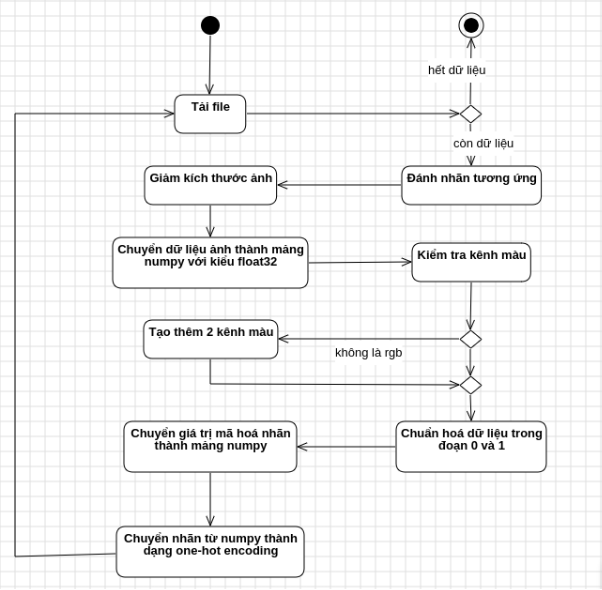 hết dữ liệu
Tải file
còn dữ liệu
Giảm kích thước ảnh
Đánh nhãn tương ứng
Chuyển dữ liệu ảnh thành mảng
numpy với kiểu float32
Kiểm tra kênh màu
Tạo thêm 2 kênh màu
không là rgb
Chuyển giá trị mã hoá nhãn
thành mảng numpy
Chuẩn hoá dữ liệu trong
đoạn 0 và 1
Chuyển nhãn từ numpy thành
dạng one-hot encoding